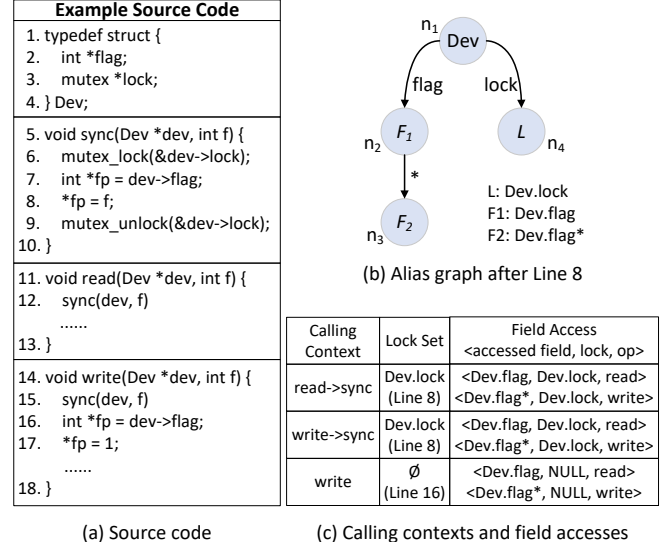 Example Source Code
1. typedef struct {
2. int *flag;
3. mutex *lock;
4. } Dev;
5. void sync(Dev *dev, int f) {
6. mutex_lock(&dev->lock);
7. int *fp = dev->flag;
8. *fp = f;
9. mutex_unlock(&dev->lock);
10. }
11. void read(Dev *dev, int f) {
12. sync(dev, f)
......
13. }
14. void write(Dev *dev, int f) {
15. sync(dev, f)
16. int *fp = dev->flag;
17. *fp = 1;
......
18. }
(a) Source code
n1
Dev
flag
lock
F1
L
n2
n4
*
F2
n3
L: Dev.lock
F1: Dev.flag
F2: Dev.flag*
(b) Alias graph after Line 8
Calling Context
Lock Set
Field Access
<accessed field, lock, op>
read->sync
Dev.lock
(Line 8)
<Dev.flag, Dev.lock, read>
<Dev.flag*, Dev.lock, write>
write->sync
Dev.lock
(Line 8)
<Dev.flag, Dev.lock, read>
<Dev.flag*, Dev.lock, write>
write
Ø
(Line 16)
<Dev.flag, NULL, read>
<Dev.flag*, NULL, write>
(c) Calling contexts and field accesses